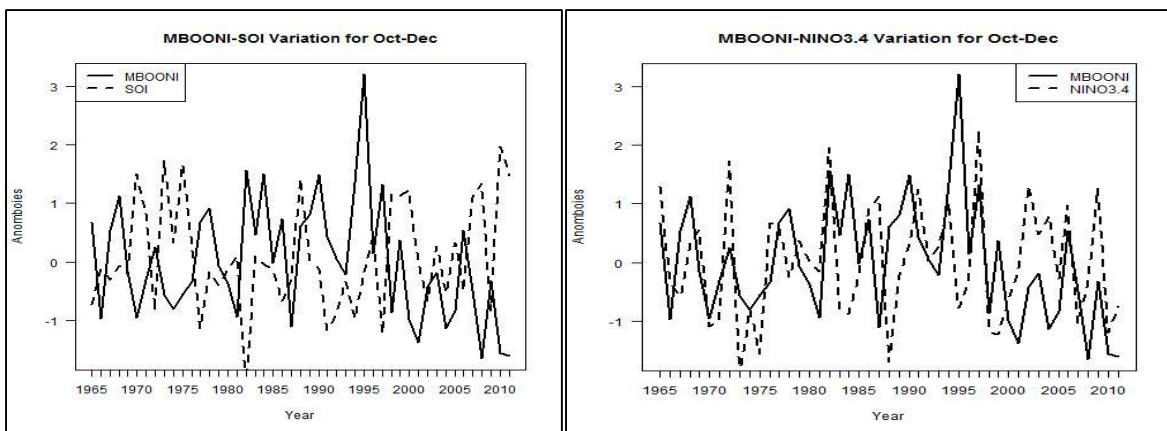 MBOONI-SOI Variation for Oct-Dec
MBOONI
SOI
3
2
1
0
-1
Anomboies
1965 1970 1975 1980 1985 1990 1995 2000 2005 2010
Year
MBOONI-NINO3.4 Variation for Oct-Dec
MBOONI
NINO3.4
3
2
1
0
-1
Anomboies
1965 1970 1975 1980 1985 1990 1995 2000 2005 2010
Year